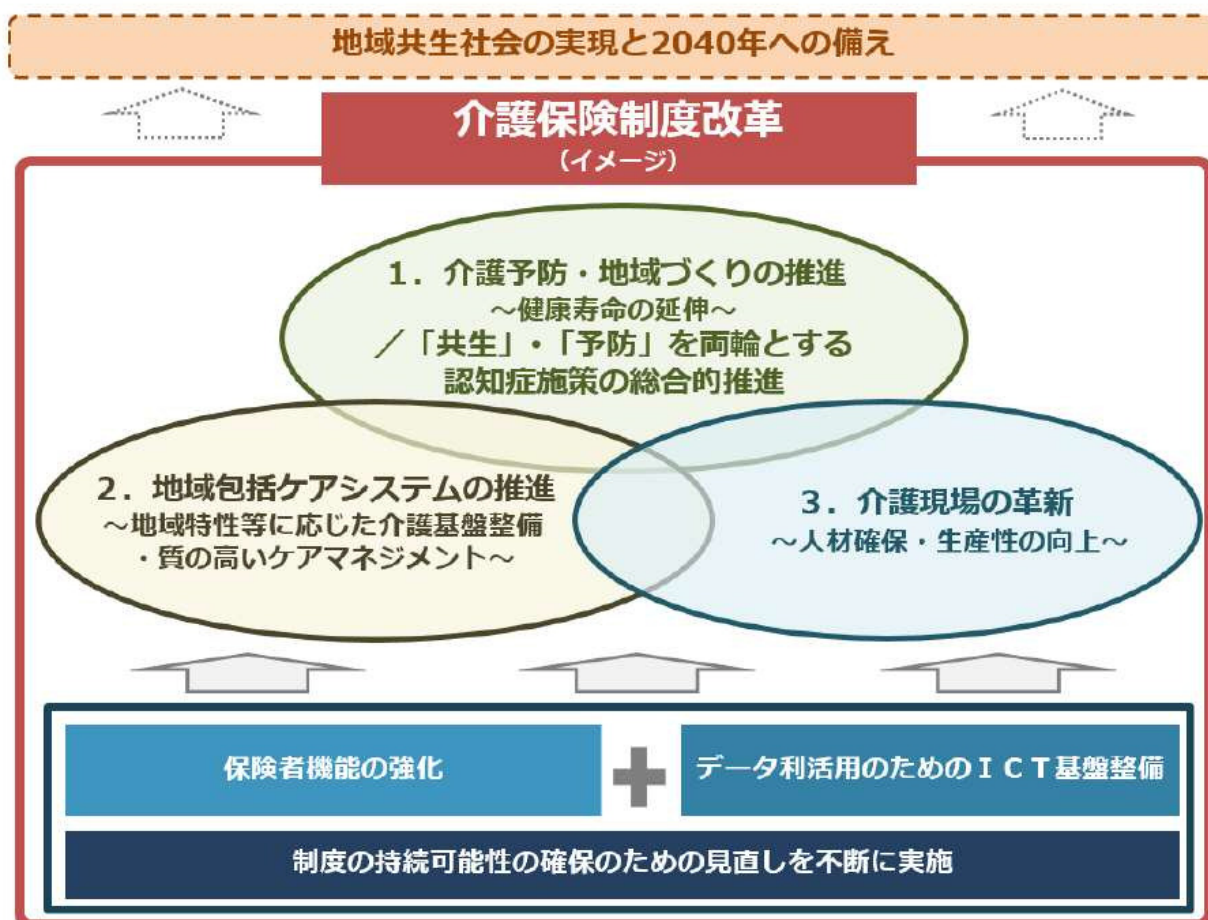 地域共生社会の実現と2040年への備え
介護保険制度改革
(イメージ)
1．介護予防・地域づくりの推進
～健康寿命の延伸～
／「共生」・「予防」を両輪とする
認知症施策の総合的推進
2．地域包括ケアシステムの推進
～地域特性等に応じた介護基盤整備
・質の高いケアマネジメント～
3．介護現場の革新
～人材確保・生産性の向上～
保険者機能の強化
データ利活用のためのＩＣＴ基盤整備
制度の持続可能性の確保のための見直しを不断に実施